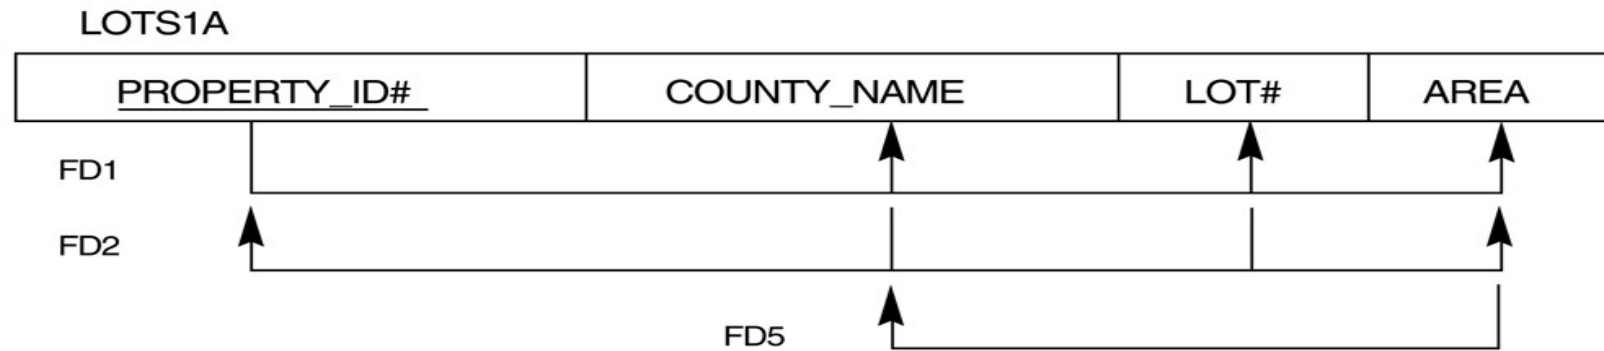 LOTS1A
PROPERTY_ID# COUNTY_NAME LOT# AREA
FD1
FD2
FD5